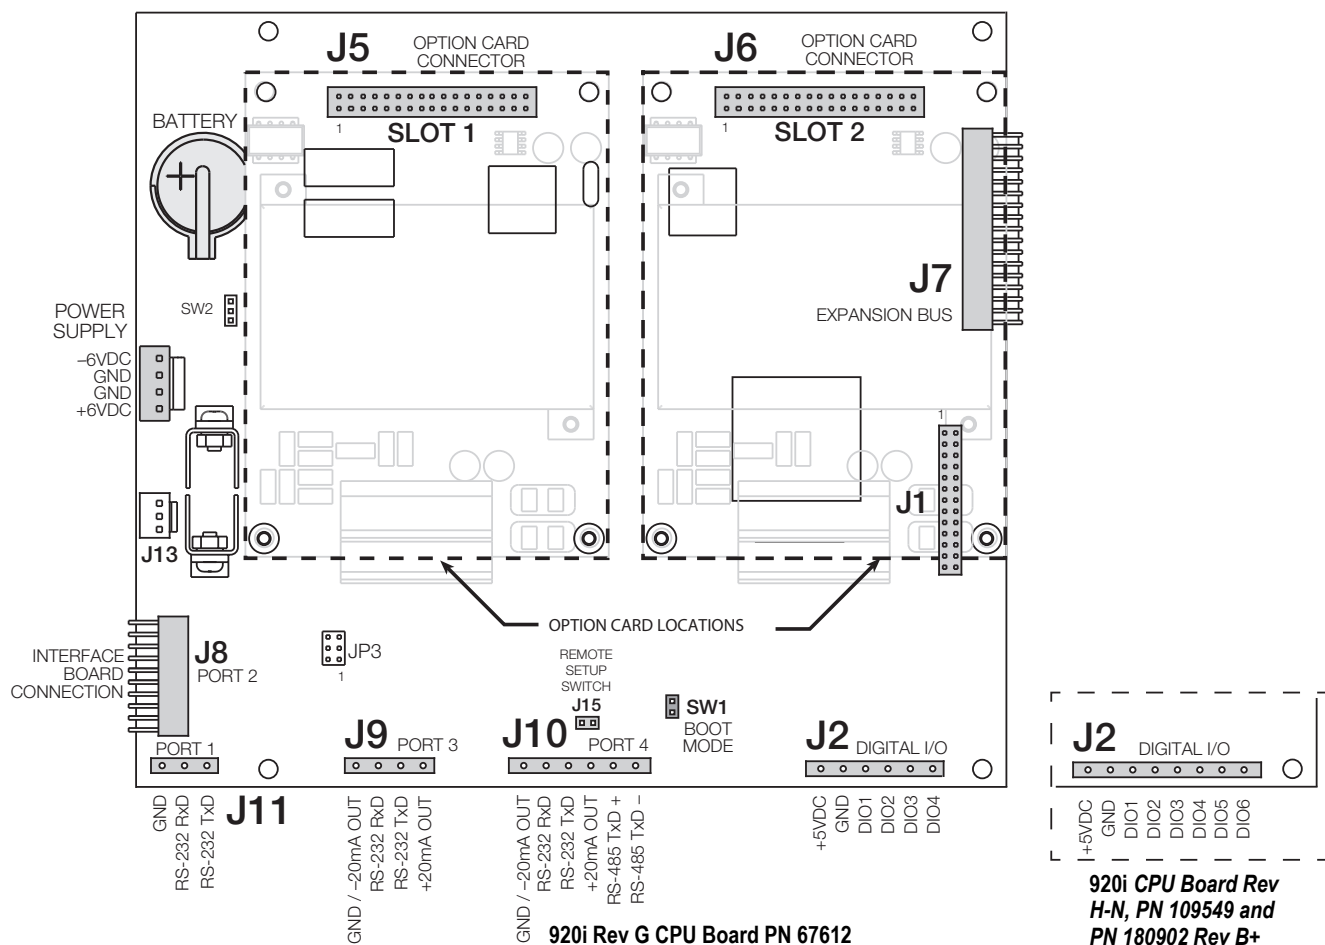 J5
OPTION CARD
CONNECTOR
J6
OPTION CARD
CONNECTOR
1
SLOT 1
1
SLOT 2
BATTERY
+
J7
EXPANSION BUS
SW2
POWER
SUPPLY
–6VDC
GND
GND
+6VDC
1
J1
J13
OPTION CARD LOCATIONS
INTERFACE
BOARD
CONNECTION
J8
PORT 2
JP3
1
REMOTE
SETUP
SWITCH
J15
SW1
BOOT
MODE
PORT 1
J9 PORT 3
J10 PORT 4
J2 DIGITAL I/O
J2 DIGITAL I/O
J11
GND
RS-232 RxD
RS-232 TxD
GND / –20mA OUT
RS-232 RxD
RS-232 TxD
+20mA OUT
GND / –20mA OUT
RS-232 RxD
RS-232 TxD
+20mA OUT
RS-485 TxD +
RS-485 TxD –
+5VDC
GND
DIO1
DIO2
DIO3
DIO4
+5VDC
GND
DIO1
DIO2
DIO3
DIO4
DIO5
DIO6
920i Rev G CPU Board PN 67612
920i CPU Board Rev
H-N, PN 109549 and
PN 180902 Rev B+